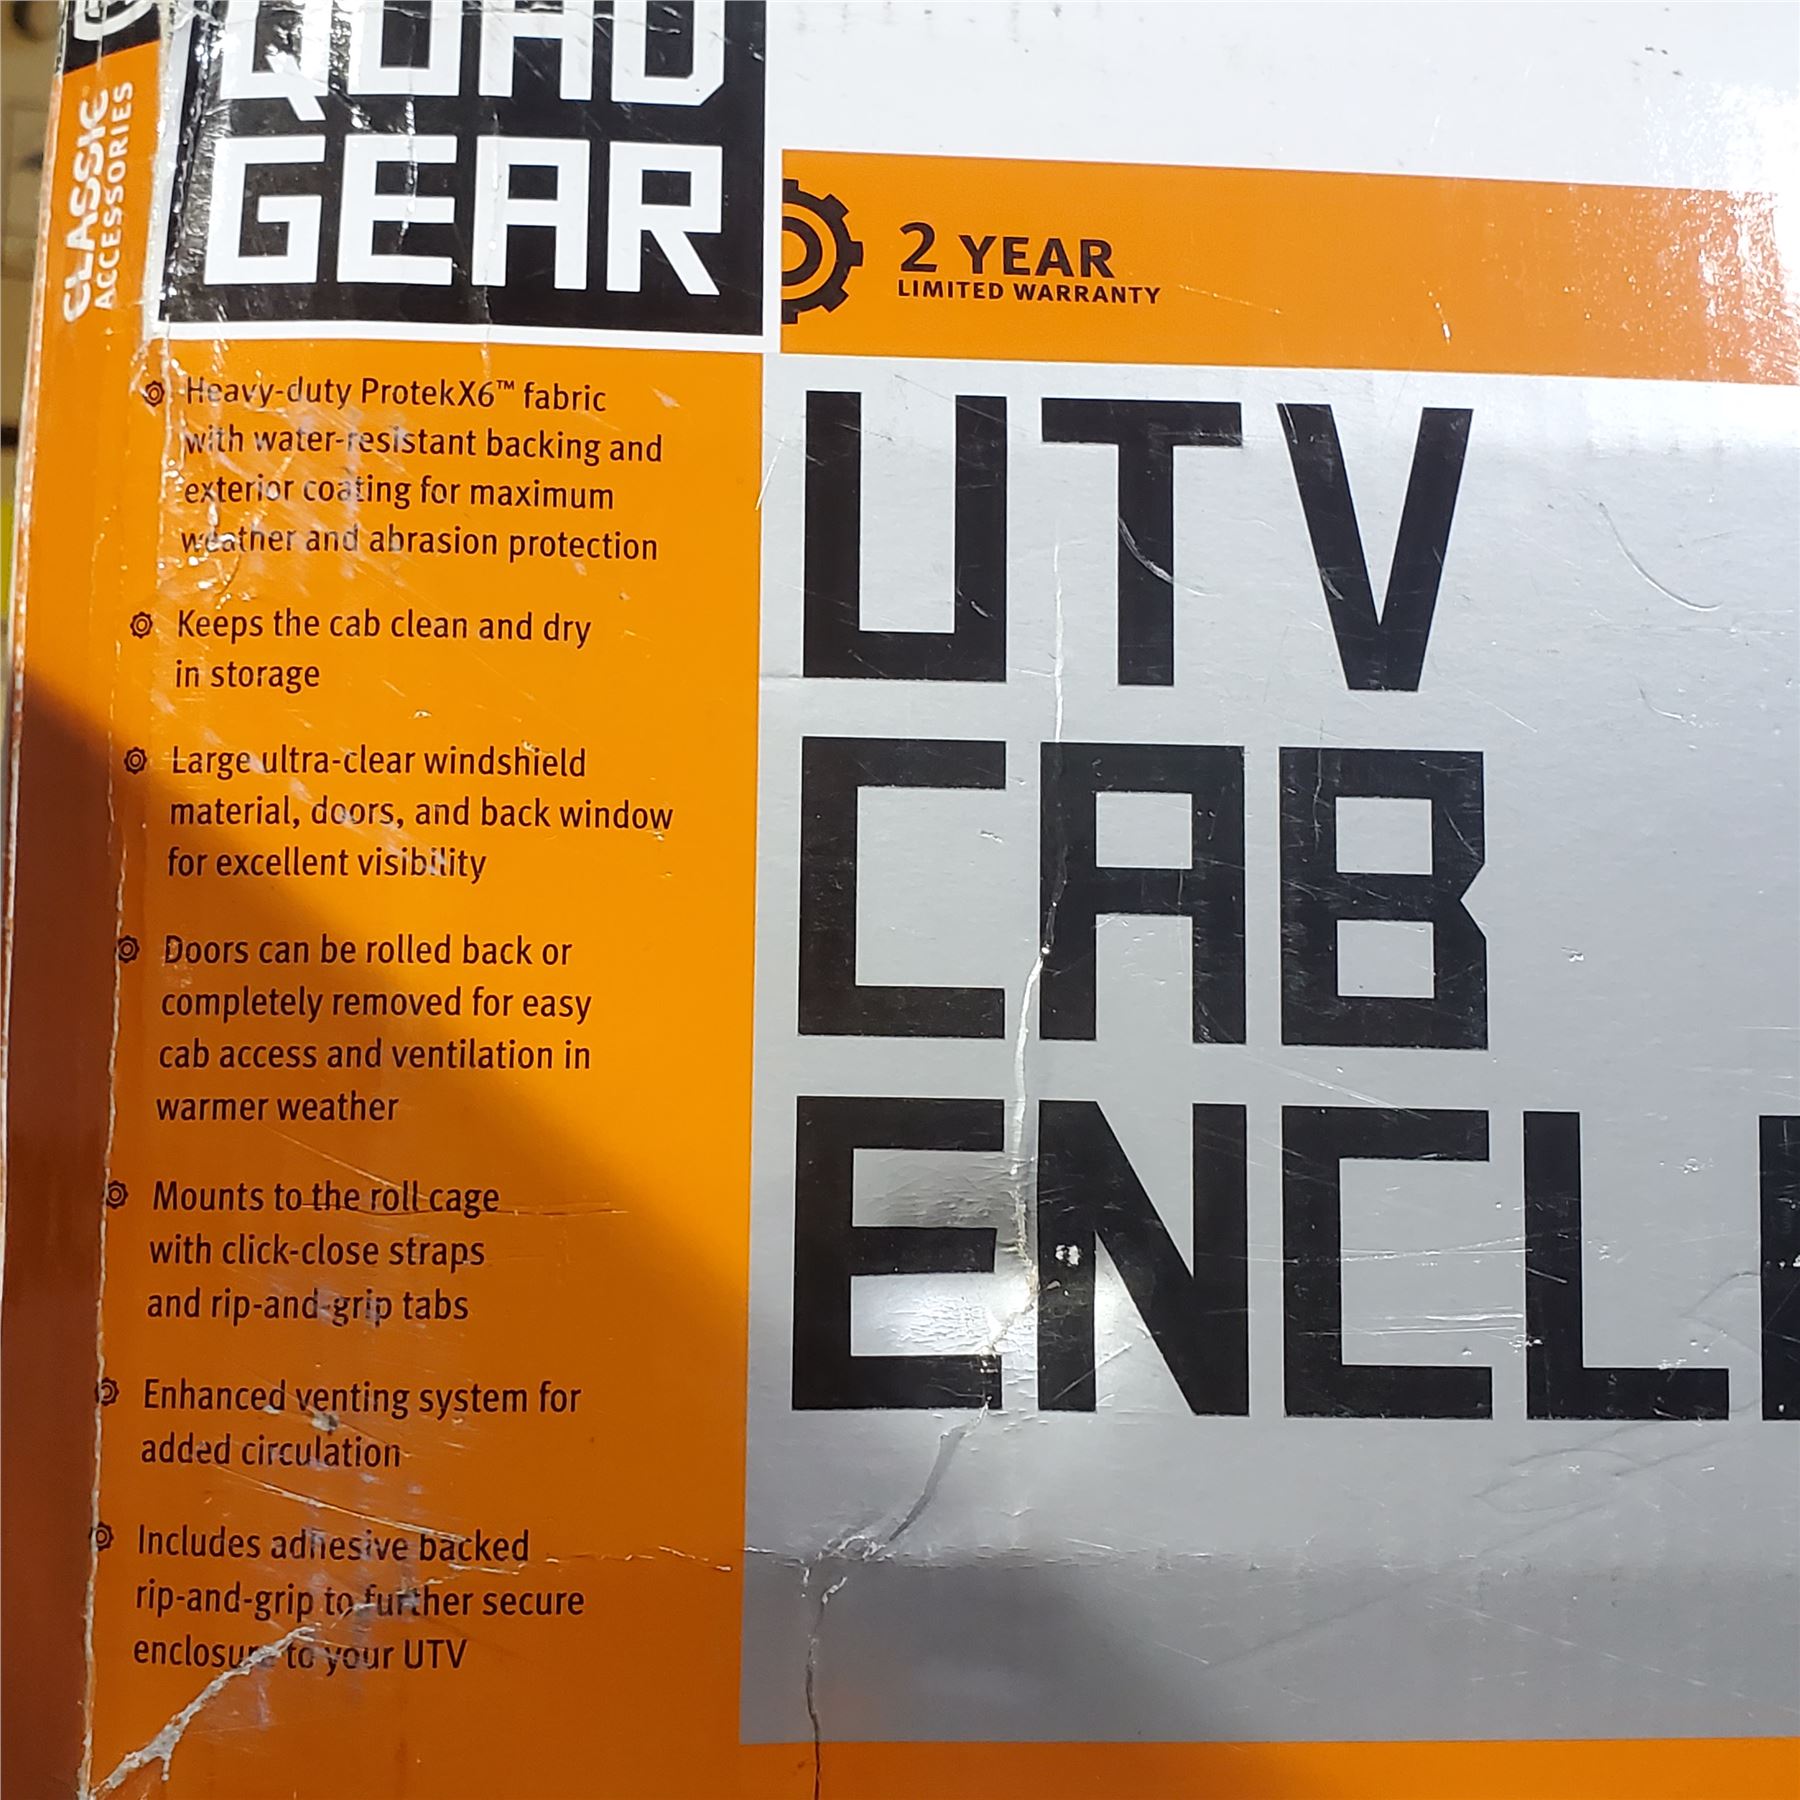 CLASSIC
ACCESSORIES
QUAD
GEAR
2 YEAR
LIMITED WARRANTY
Heavy-duty ProtekX6™ fabric
with water-resistant backing and
exterior coating for maximum
weather and abrasion protection
Keeps the cab clean and dry
in storage
Large ultra-clear windshield
material, doors, and back window
for excellent visibility
Doors can be rolled back or
completely removed for easy
cab access and ventilation in
warmer weather
Mounts to the roll cage
with click-close straps
and rip-and-grip tabs
Enhanced venting system for
added circulation
Includes adhesive backed
rip-and-grip to further secure
enclosure to your UTV
UTV
CAB
ENCL